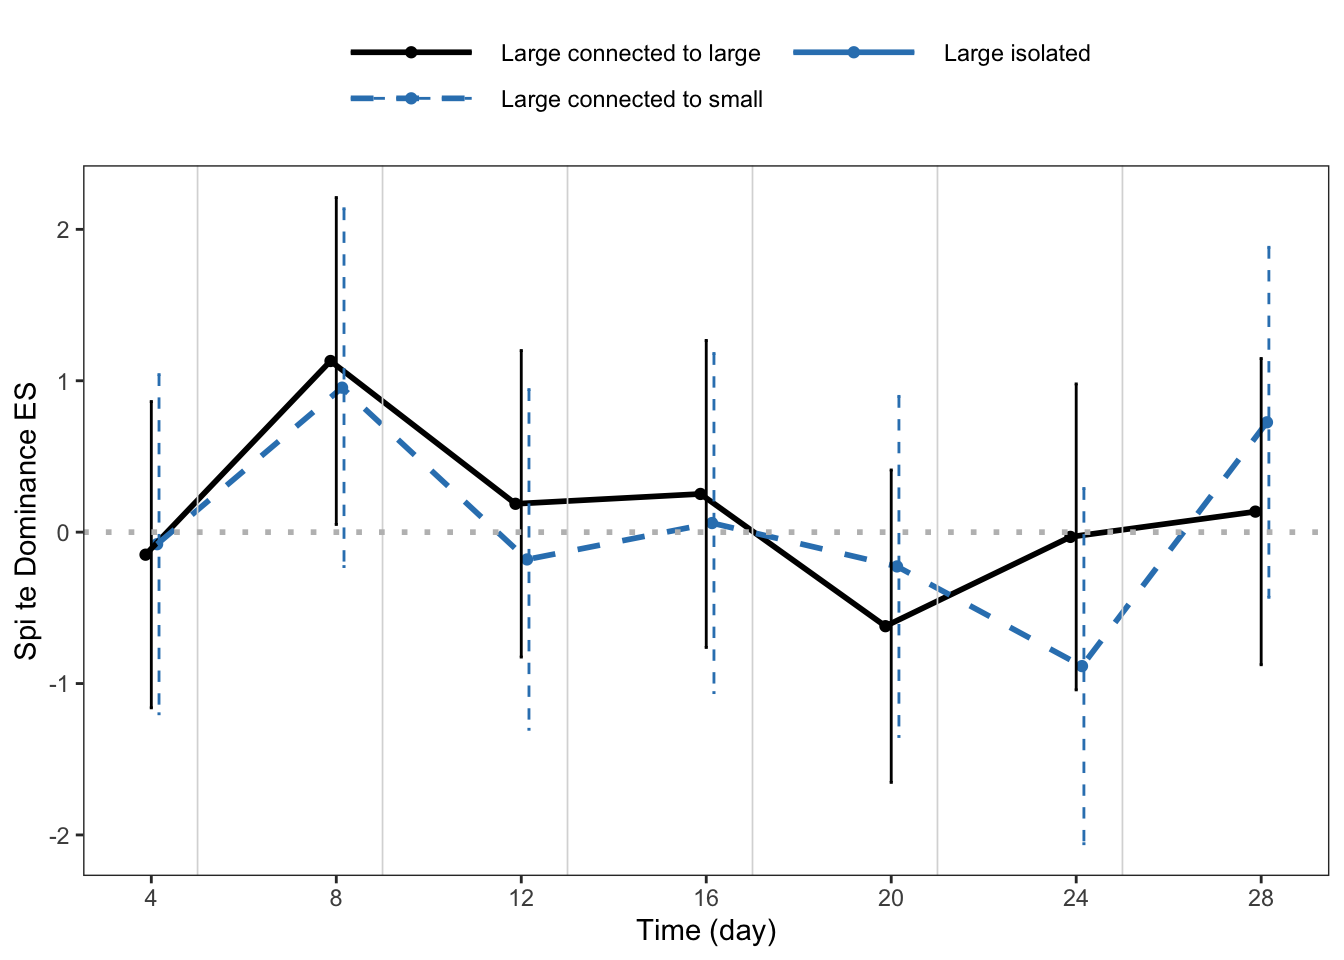 Large connected to large
Large isolated
Large connected to small
Spi te Dominance ES
2
1
0
-1
-2
4
8
12
16
20
24
28
Time (day)